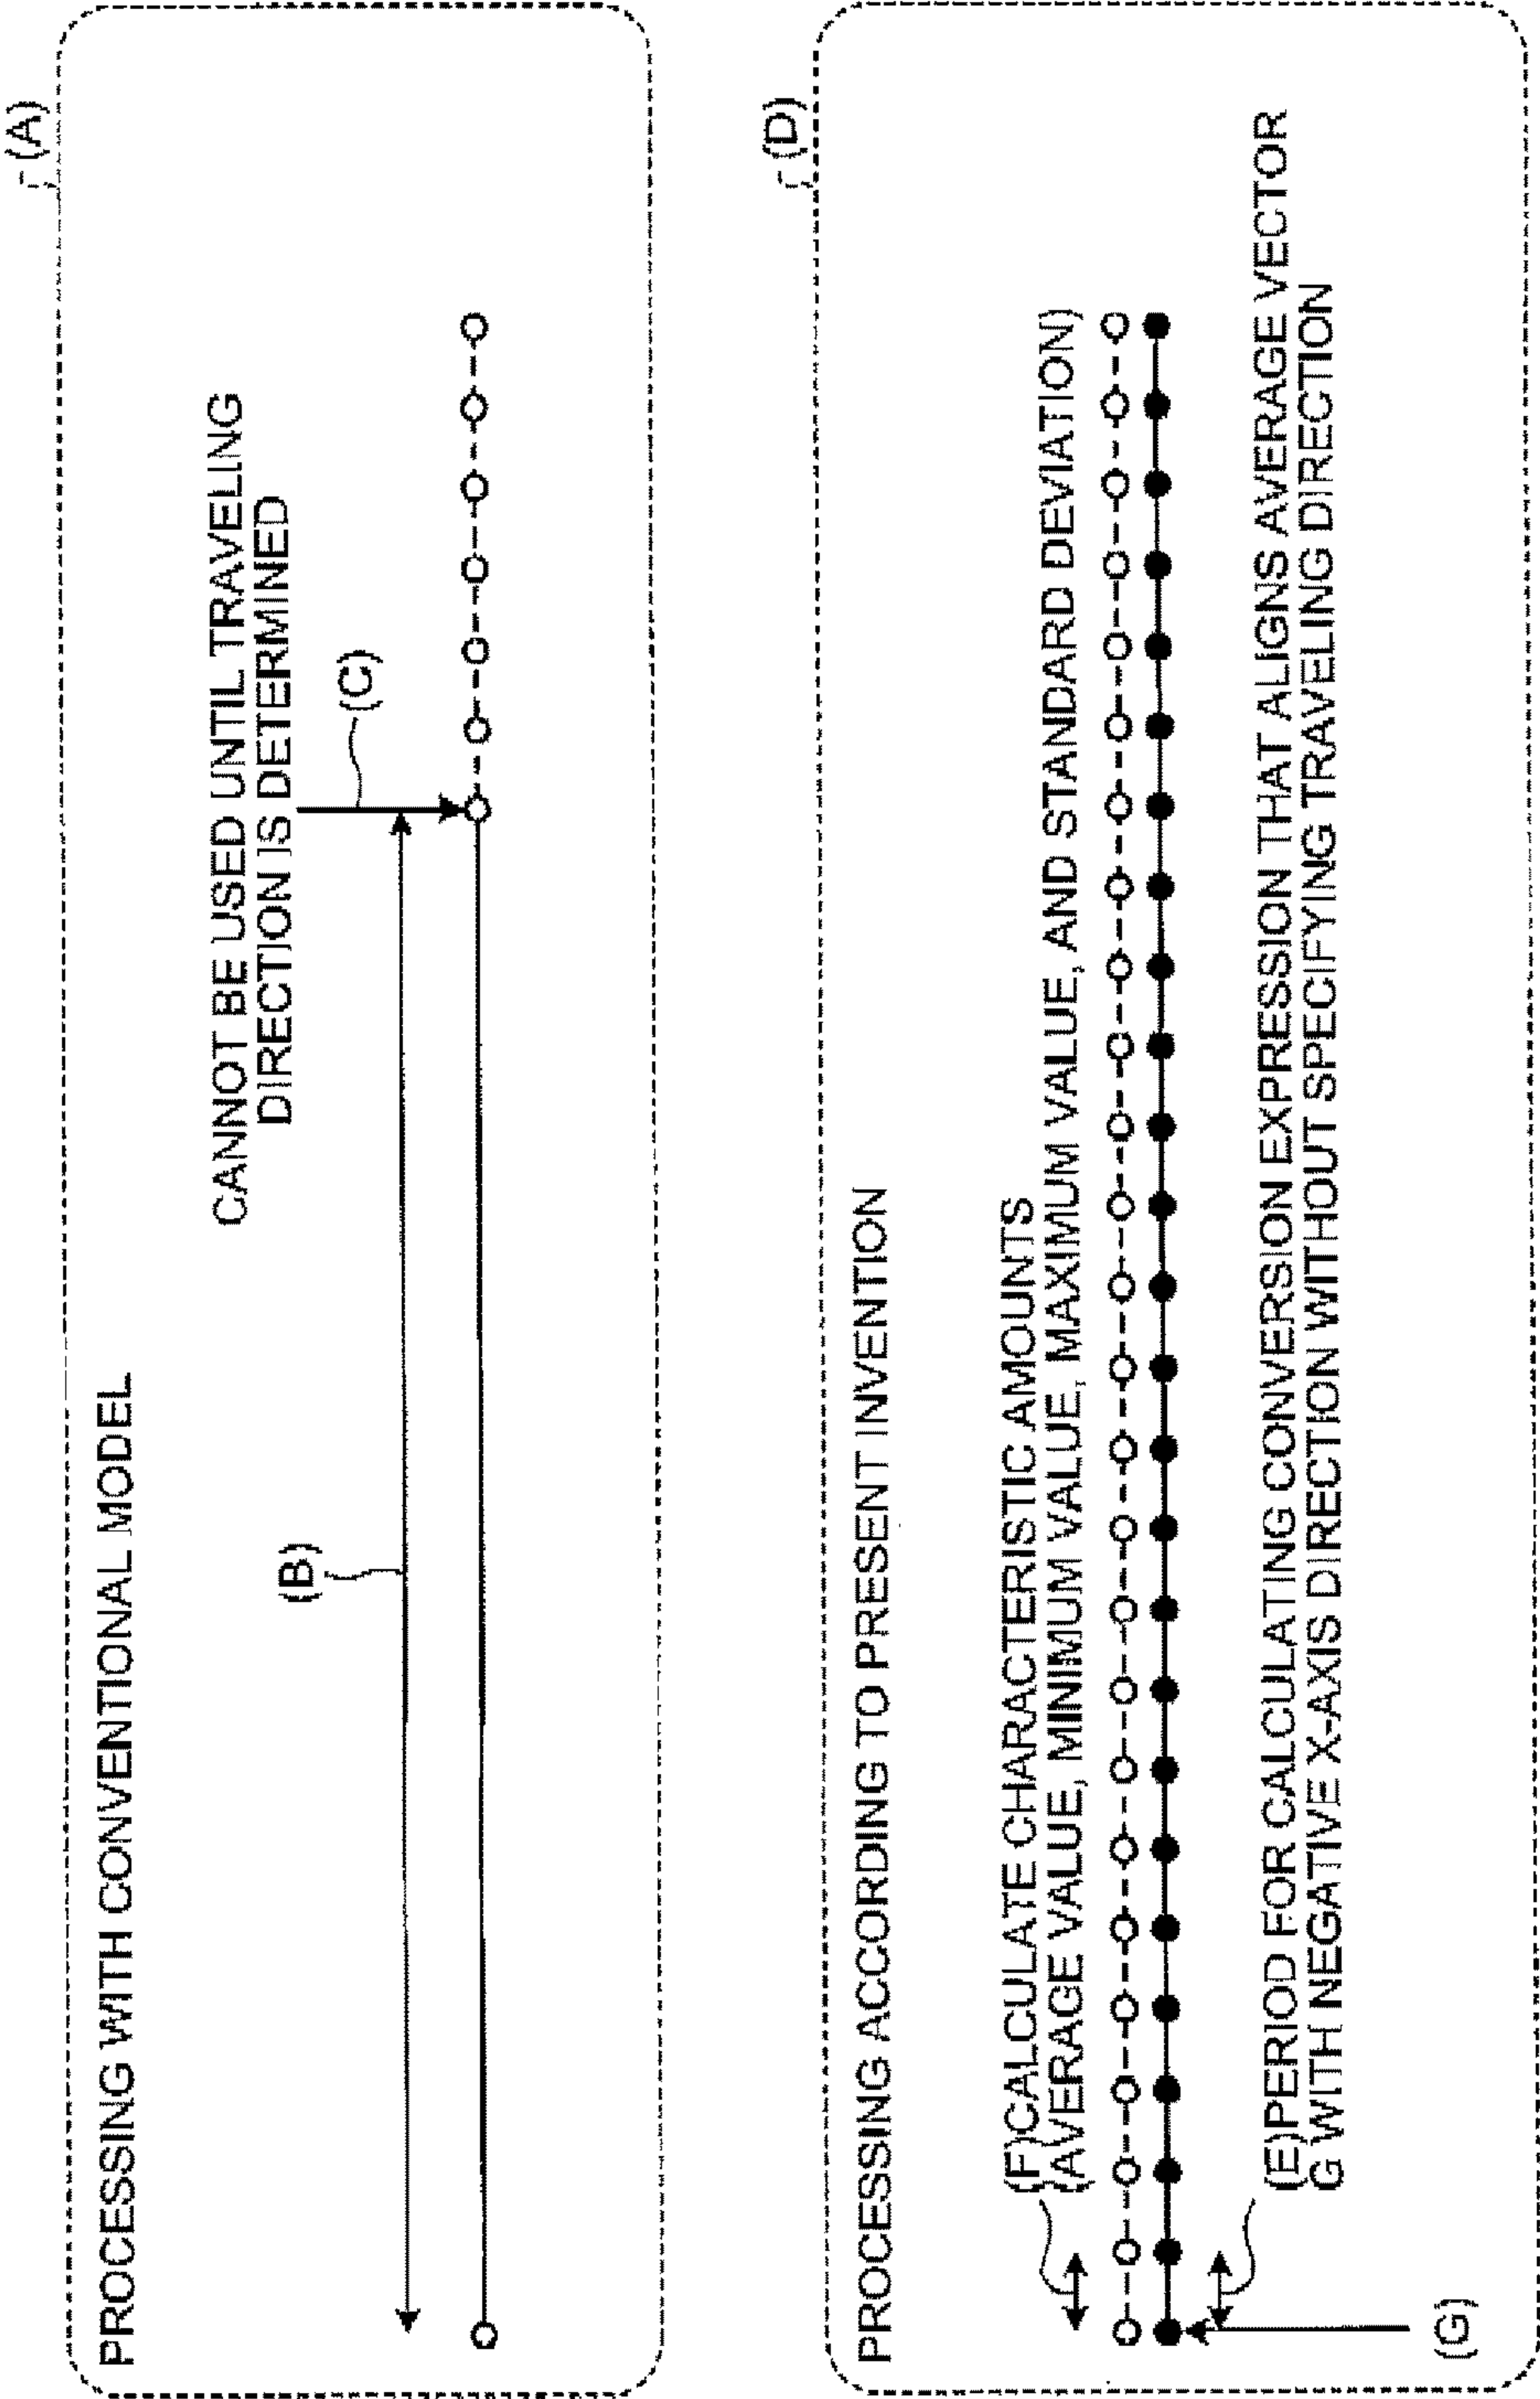 (A)
PROCESSING WITH CONVENTIONAL MODEL
CANNOT BE USED UNTIL TRAVELING
DIRECTION IS DETERMINED
(B)
(C)
(D)
PROCESSING ACCORDING TO PRESENT INVENTION
(F)CALCULATE CHARACTERISTIC AMOUNTS
(AVERAGE VALUE, MINIMUM VALUE, MAXIMUM VALUE, AND STANDARD DEVIATION)
(E)PERIOD FOR CALCULATING CONVERSION EXPRESSION THAT ALIGNS AVERAGE VECTOR
G WITH NEGATIVE X-AXIS DIRECTION WITHOUT SPECIFYING TRAVELING DIRECTION
(G)